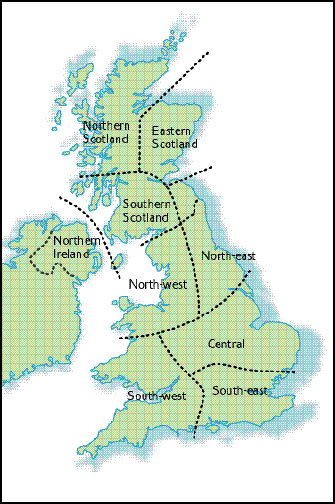 Northern
Scotland
Eastern
Scotland
Southern
Scotland
Northern
Ireland
North-east
North-west
Central
South-west
South-east